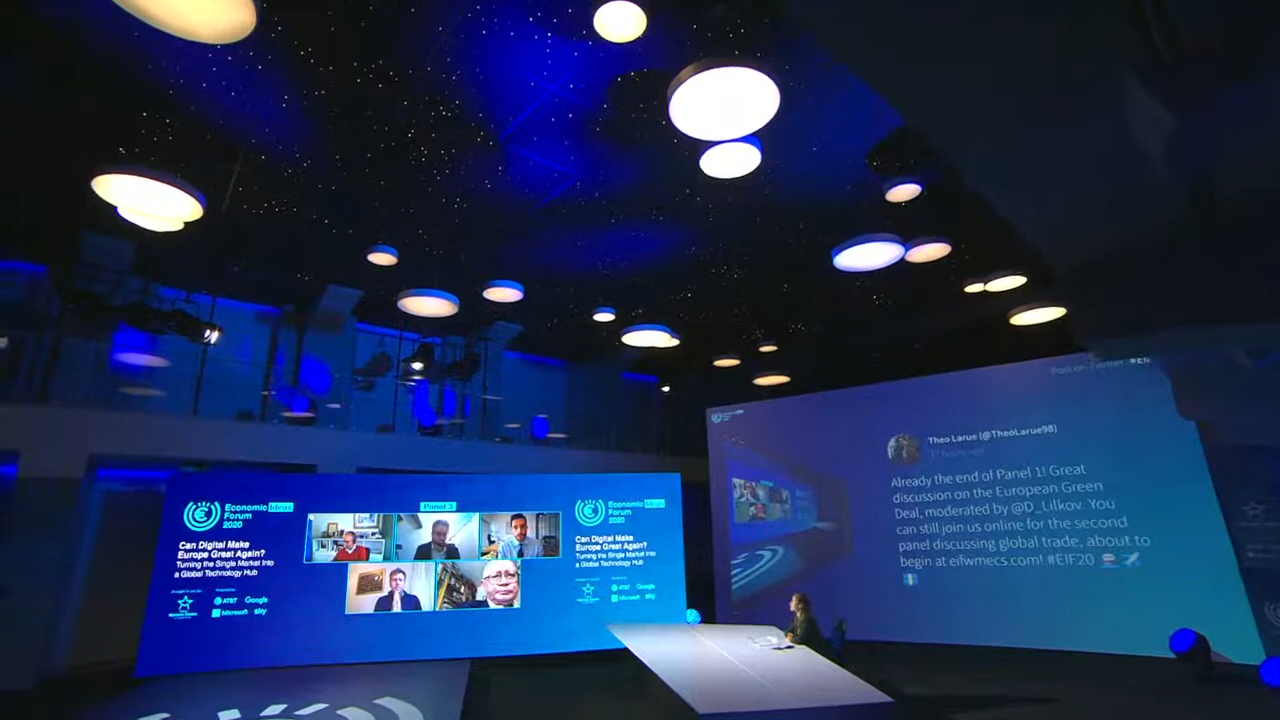 Economic Ideas
Forum
2020
Can Digital Make
Europe Great Again?
Turning the Single Market Into
a Global Technology Hub
AT&T Google
Microsoft sky
Panel 3
Economic Ideas
Forum
2020
Can Digital Make
Europe Great Again?
Turning the Single Market Into
a Global Technology Hub
AT&T Google
Microsoft sky
Theo Larue (@TheoLarue98)
17 hours ago
Already the end of Panel 1! Great
discussion on the European Green
Deal, moderated by @D_Lilkov. You
can still join us online for the second
panel discussing global trade, about to
begin at eifwmecs.com! #EIF20